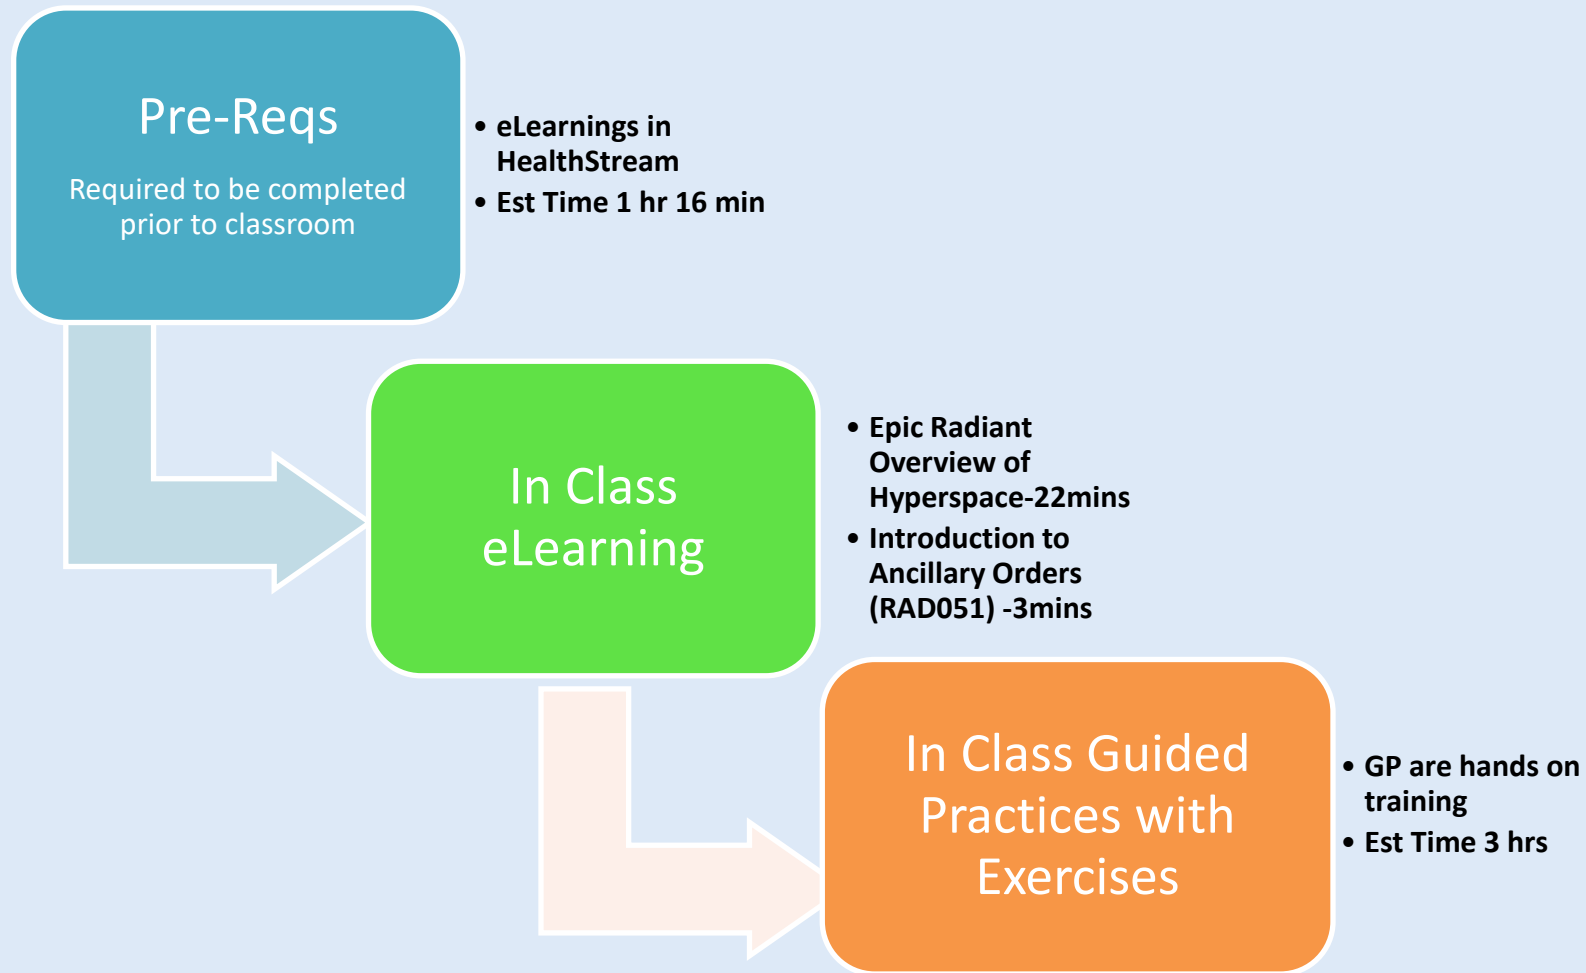 Pre-Reqs
Required to be completed
prior to classroom
• eLearnings in
HealthStream
• Est Time 1 hr 16 min
In Class
eLearning
• Epic Radiant
Overview of
Hyperspace-22mins
• Introduction to
Ancillary Orders
(RAD051) -3mins
In Class Guided
Practices with
Exercises
• GP are hands on
training
• Est Time 3 hrs